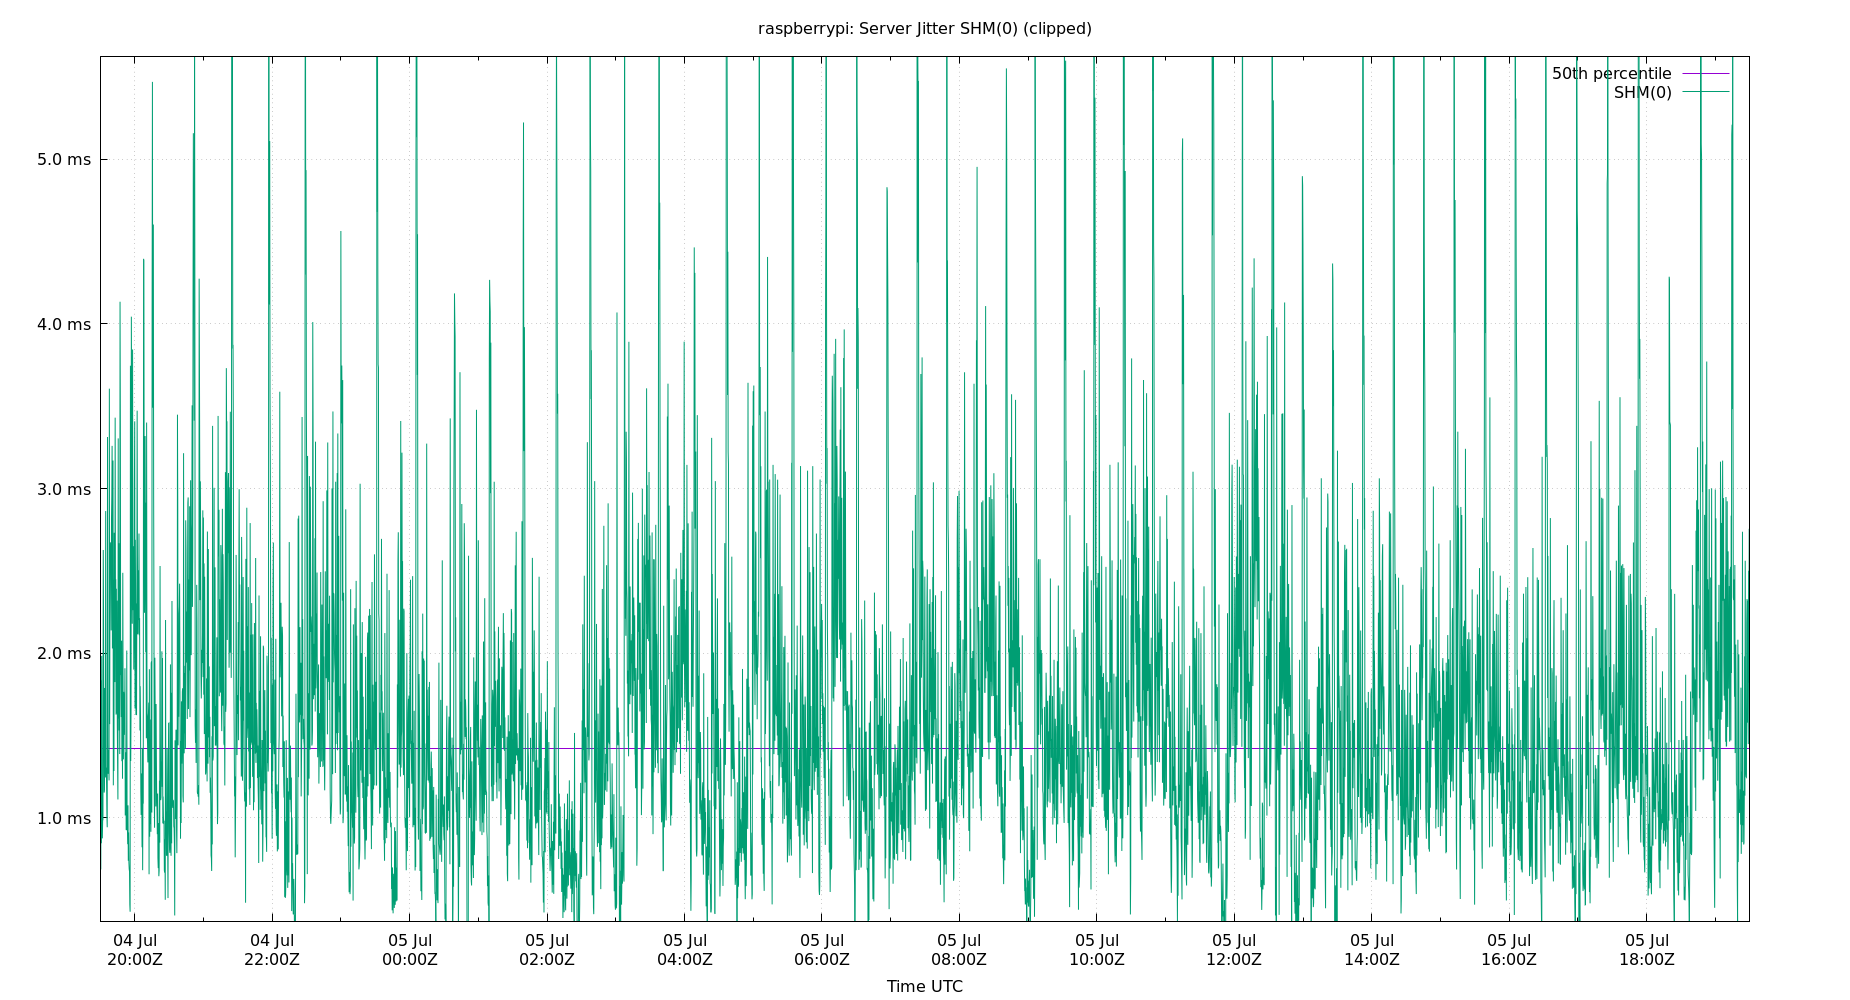 raspberrypi: Server Jitter SHM(0) (clipped)
50th percentile
SHM(0)
5.0 ms
4.0 ms
3.0 ms
2.0 ms
1.0 ms
04 Jul 04 Jul 05 Jul 05 Jul 05 Jul 05 Jul 05 Jul 05 Jul 05 Jul 05 Jul 05 Jul 05 Jul
20:00Z 22:00Z 00:00Z 02:00Z 04:00Z 06:00Z 08:00Z 10:00Z 12:00Z 14:00Z 16:00Z 18:00Z
Time UTC